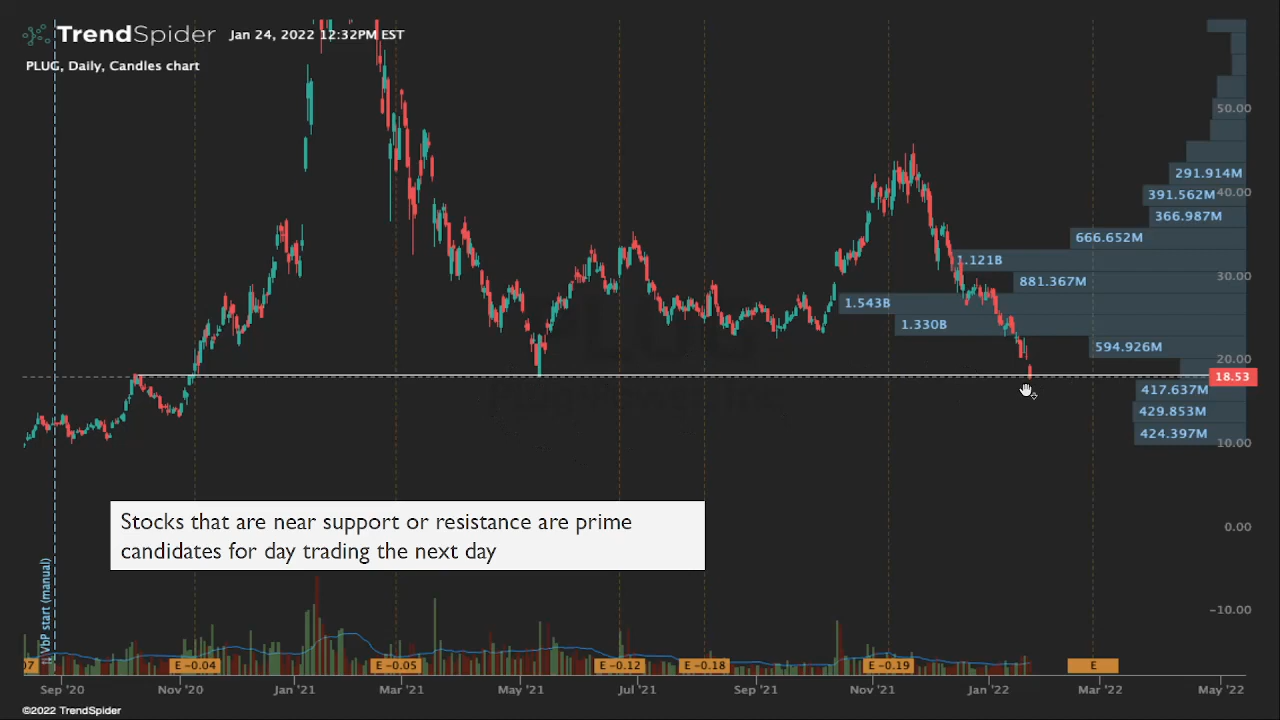 TrendSpider Jan 24, 2022 12:32PM EST
PLUG, Daily, Candles chart
50.00
291.914M
40.00
391.562M
366.987M
666.652M
1.121B
30.00
881.367M
1.543B
1.330B
594.926M
20.00
18.53
417.637M
429.853M
424.397M
10.00
Stocks that are near support or resistance are prime
candidates for day trading the next day
0.00
-10.00
VbP start (manual)
07 E -0.04 E -0.05 E -0.12 E -0.18 E -0.19 E
Sep '20 Nov '20 Jan '21 Mar '21 May '21 Jul '21 Sep '21 Nov '21 Jan '22 Mar '22 May '22
©2022 TrendSpider